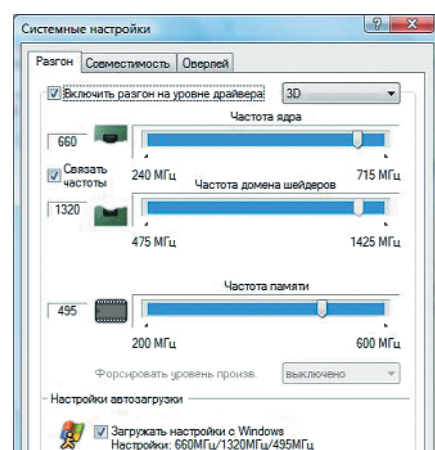 Системные настройки
Разгон Совместимость Оверлей
Включить разгон на уровне драйвера 3D
Частота ядра
660
240 МГц 715 МГц
Связать частоты
Частота домена шейдеров
1320
475 МГц 1425 МГц
Частота памяти
495
200 МГц 600 МГц
Форсировать уровень произв. выключено
Настройки автозагрузки
Загружать настройки с Windows
Настройки: 660МГц/1320МГц/495МГц